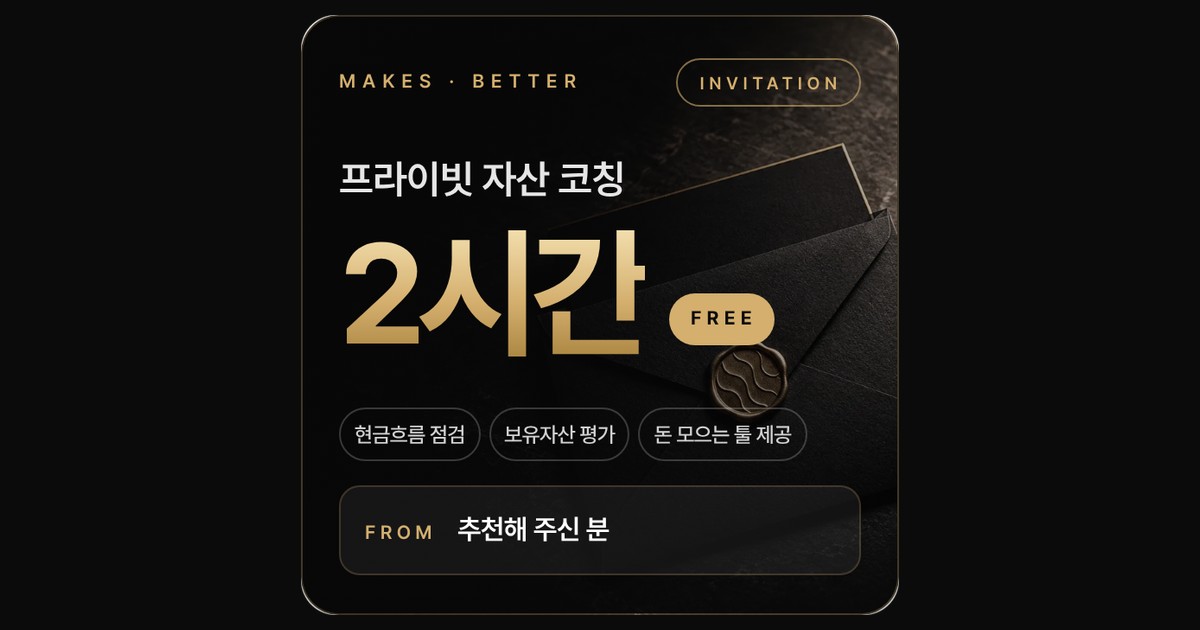 MAKES · BETTER
INVITATION
프라이빗 자산 코칭
2시간 FREE
현금흐름 점검 보유자산 평가 돈 모으는 툴 제공
FROM 추천해 주신 분